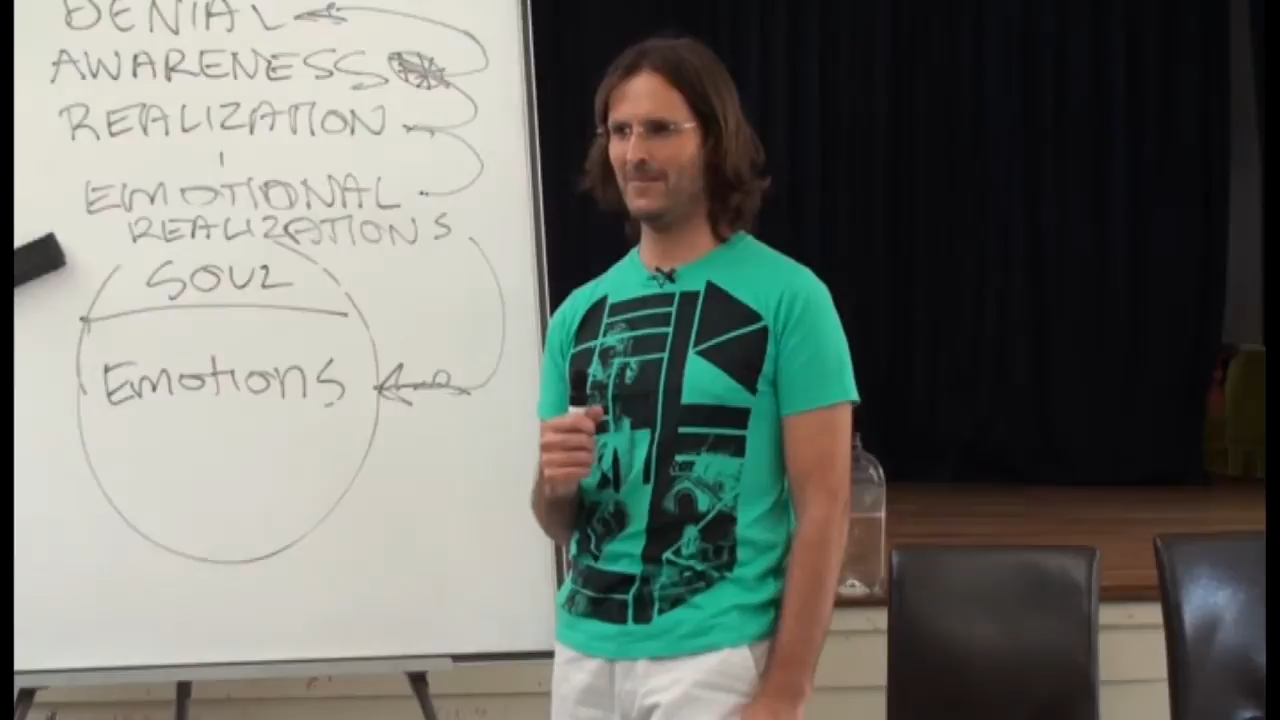 DENIAL
AWARENESS
REALIZATION
EMOTIONAL
REALIZATIONS
SOUL
Emotions